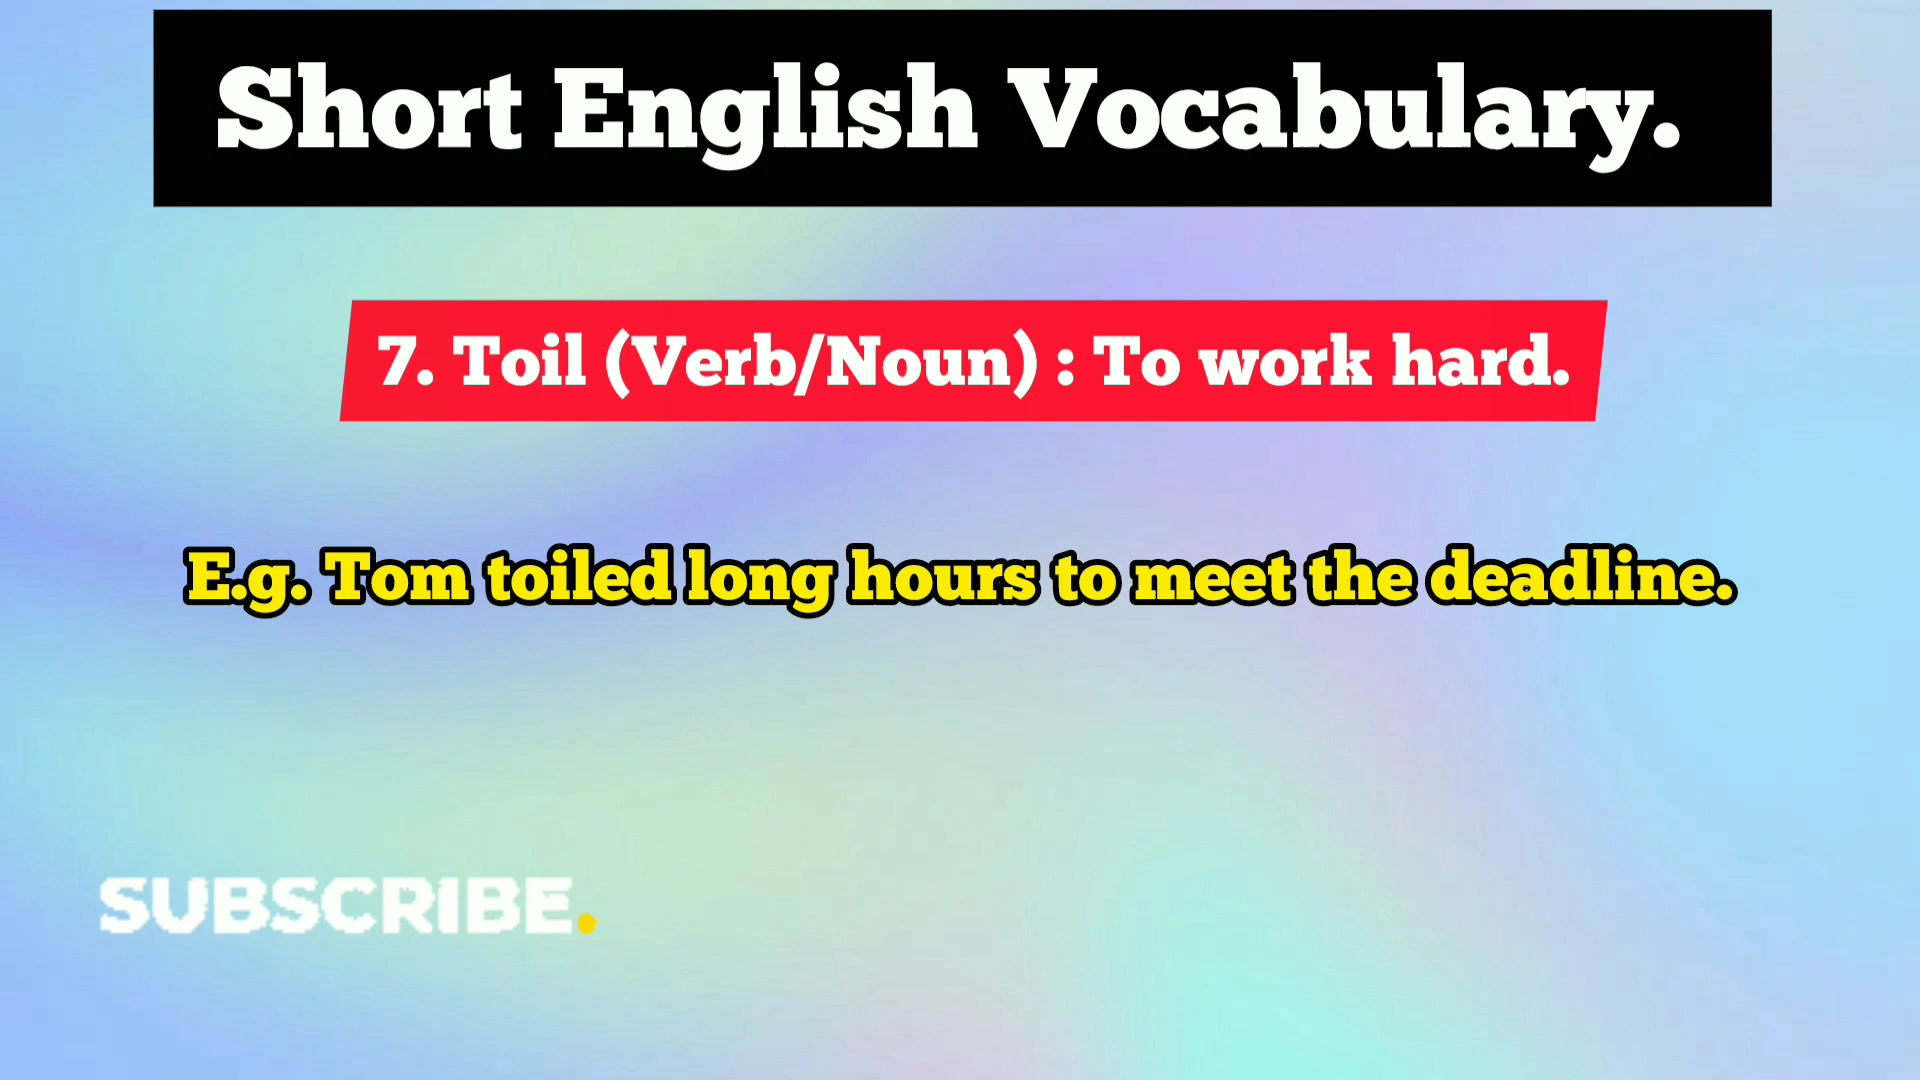 Short English Vocabulary.
7. Toil (Verb/Noun) : To work hard.
E.g. Tom toiled long hours to meet the deadline.
SUBSCRIBE.